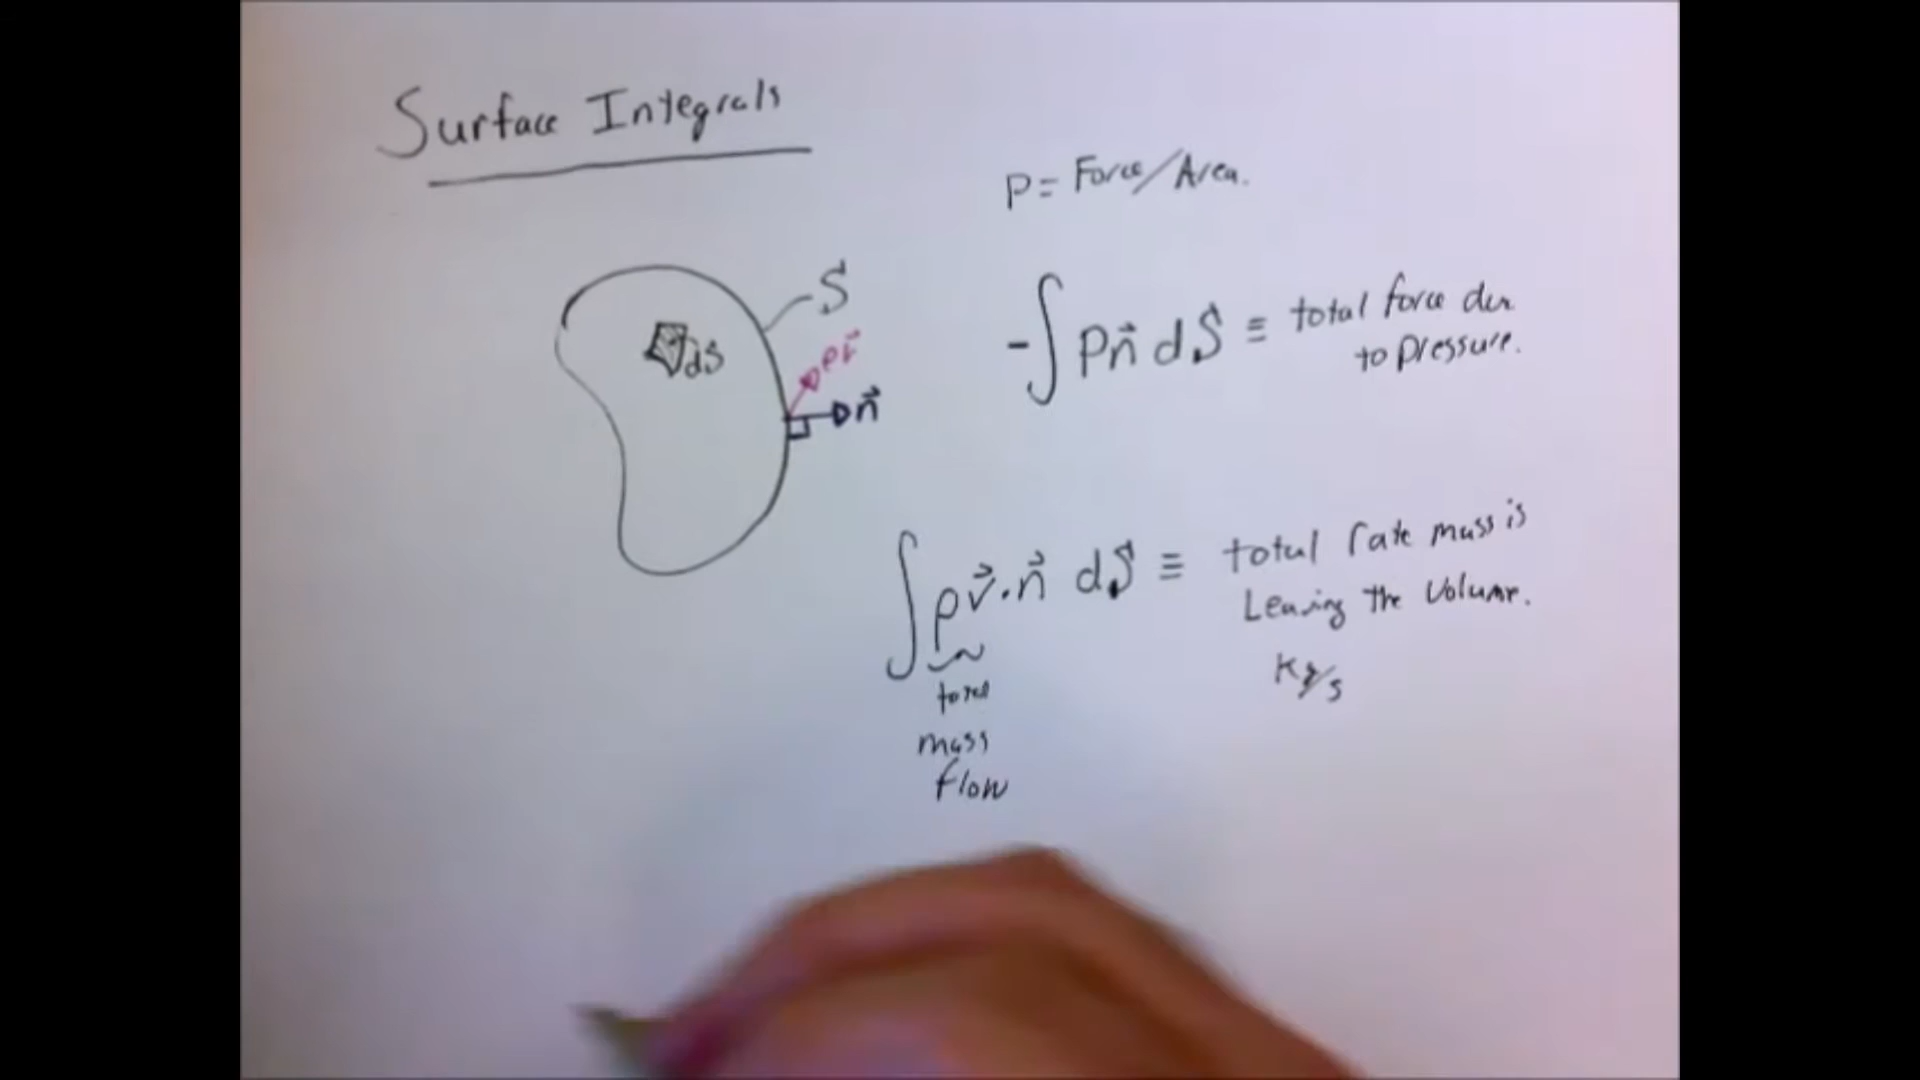 Surface Integrals
P = Force/Area.
S
dS
ρv⃗
n⃗
-∫ Pn⃗ dS ≡ total force due
to pressure.
∫ρv⃗·n⃗ dS ≡ total rate mass is
Leaving The Volume.
Kg/s
total
mass
flow